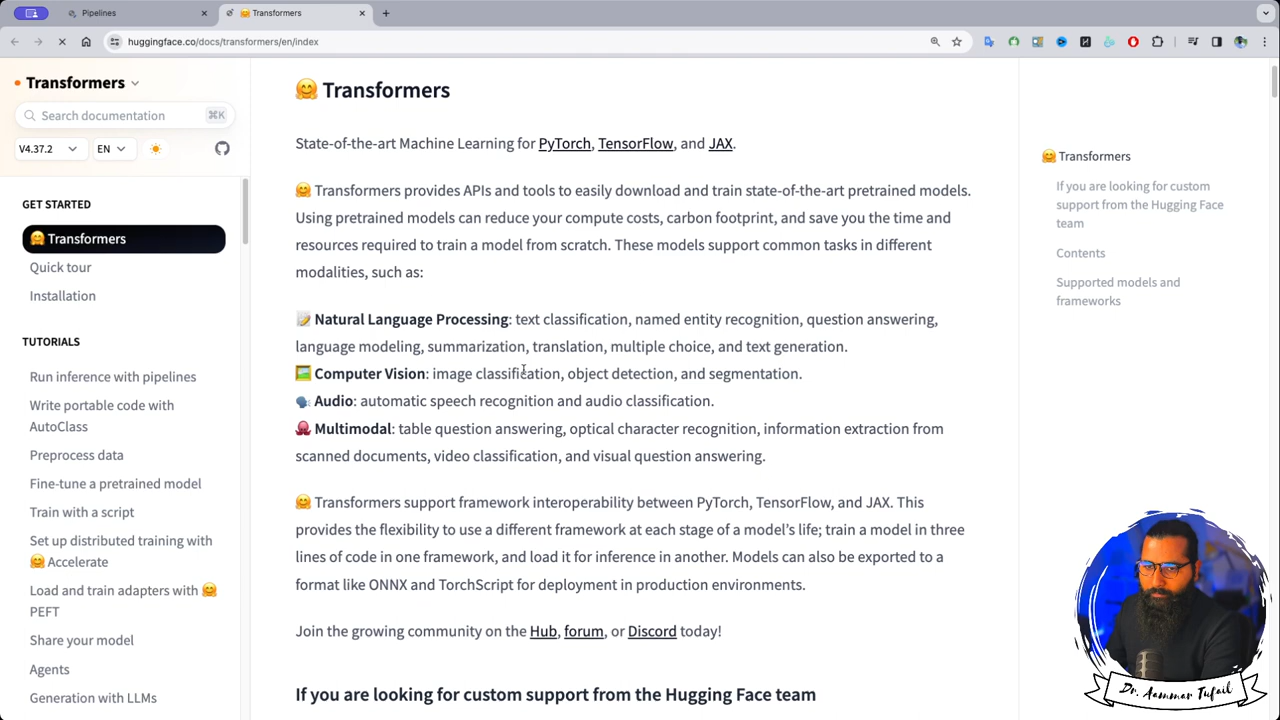 Pipelines
🤗 Transformers
huggingface.co/docs/transformers/en/index
Transformers
Search documentation
⌘K
V4.37.2
EN
GET STARTED
🤗 Transformers
Quick tour
Installation
TUTORIALS
Run inference with pipelines
Write portable code with
AutoClass
Preprocess data
Fine-tune a pretrained model
Train with a script
Set up distributed training with
🤗 Accelerate
Load and train adapters with 🤗
PEFT
Share your model
Agents
Generation with LLMs
🤗 Transformers
State-of-the-art Machine Learning for PyTorch, TensorFlow, and JAX.
🤗 Transformers provides APIs and tools to easily download and train state-of-the-art pretrained models.
Using pretrained models can reduce your compute costs, carbon footprint, and save you the time and
resources required to train a model from scratch. These models support common tasks in different
modalities, such as:
📝 Natural Language Processing: text classification, named entity recognition, question answering,
language modeling, summarization, translation, multiple choice, and text generation.
🖼️ Computer Vision: image classification, object detection, and segmentation.
🗣️ Audio: automatic speech recognition and audio classification.
🐙 Multimodal: table question answering, optical character recognition, information extraction from
scanned documents, video classification, and visual question answering.
🤗 Transformers support framework interoperability between PyTorch, TensorFlow, and JAX. This
provides the flexibility to use a different framework at each stage of a model's life; train a model in three
lines of code in one framework, and load it for inference in another. Models can also be exported to a
format like ONNX and TorchScript for deployment in production environments.
Join the growing community on the Hub, forum, or Discord today!
If you are looking for custom support from the Hugging Face team
🤗 Transformers
If you are looking for custom
support from the Hugging Face
team
Contents
Supported models and
frameworks
Dr. Aammar Tufail